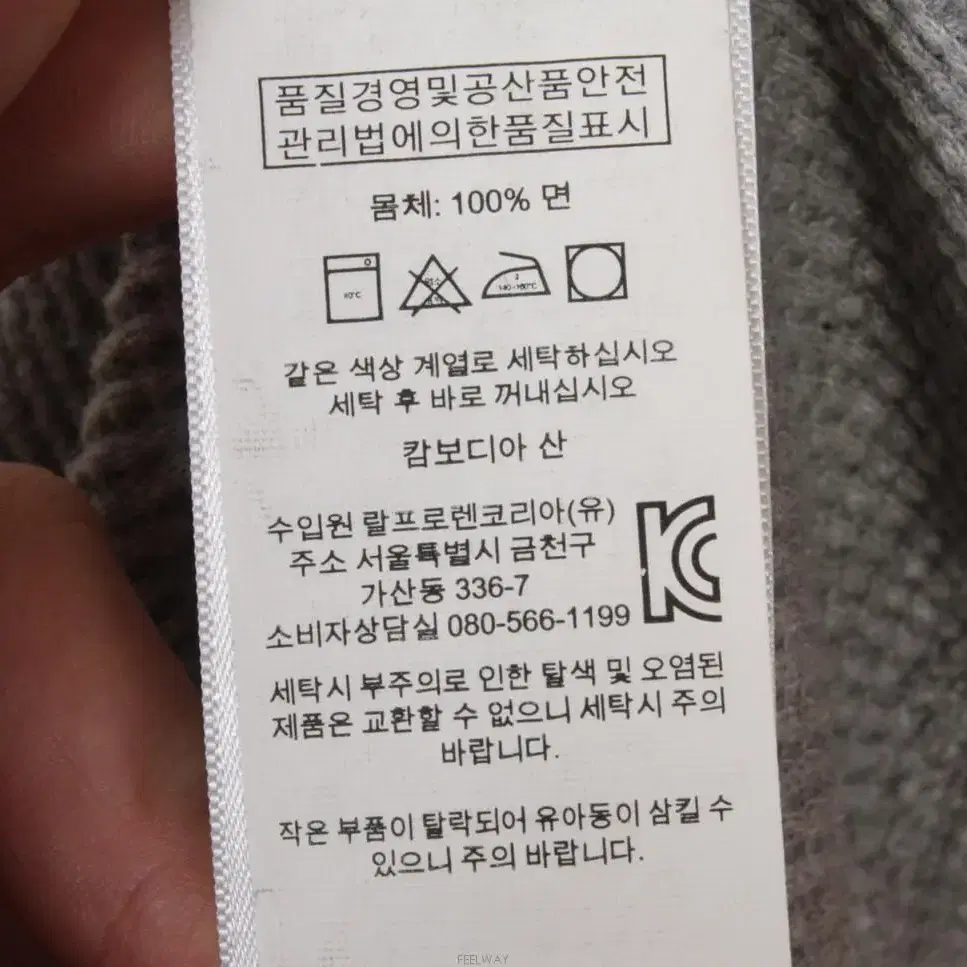 품질경영및공산품안전
관리법에의한품질표시
몸체: 100% 면
같은 색상 계열로 세탁하십시오
세탁 후 바로 꺼내십시오
캄보디아 산
수입원 랄프로렌코리아(유)
주소 서울특별시 금천구
가산동 336-7
소비자상담실 080-566-1199
세탁시 부주의로 인한 탈색 및 오염된
제품은 교환할 수 없으니 세탁시 주의
바랍니다.
작은 부품이 탈락되어 유아동이 삼킬 수
있으니 주의 바랍니다.
FEELWAY